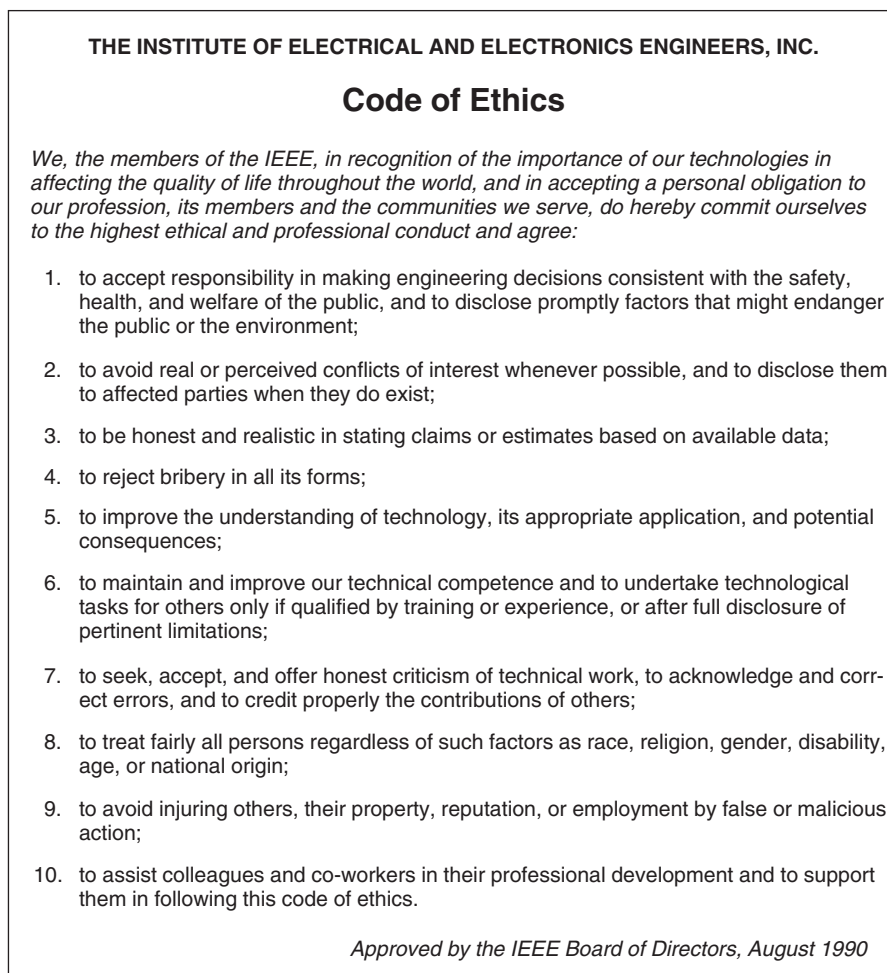 THE INSTITUTE OF ELECTRICAL AND ELECTRONICS ENGINEERS, INC.
Code of Ethics
We, the members of the IEEE, in recognition of the importance of our technologies in
affecting the quality of life throughout the world, and in accepting a personal obligation to
our profession, its members and the communities we serve, do hereby commit ourselves
to the highest ethical and professional conduct and agree:
1. to accept responsibility in making engineering decisions consistent with the safety,
health, and welfare of the public, and to disclose promptly factors that might endanger
the public or the environment;
2. to avoid real or perceived conflicts of interest whenever possible, and to disclose them
to affected parties when they do exist;
3. to be honest and realistic in stating claims or estimates based on available data;
4. to reject bribery in all its forms;
5. to improve the understanding of technology, its appropriate application, and potential
consequences;
6. to maintain and improve our technical competence and to undertake technological
tasks for others only if qualified by training or experience, or after full disclosure of
pertinent limitations;
7. to seek, accept, and offer honest criticism of technical work, to acknowledge and corr-
ect errors, and to credit properly the contributions of others;
8. to treat fairly all persons regardless of such factors as race, religion, gender, disability,
age, or national origin;
9. to avoid injuring others, their property, reputation, or employment by false or malicious
action;
10. to assist colleagues and co-workers in their professional development and to support
them in following this code of ethics.
Approved by the IEEE Board of Directors, August 1990